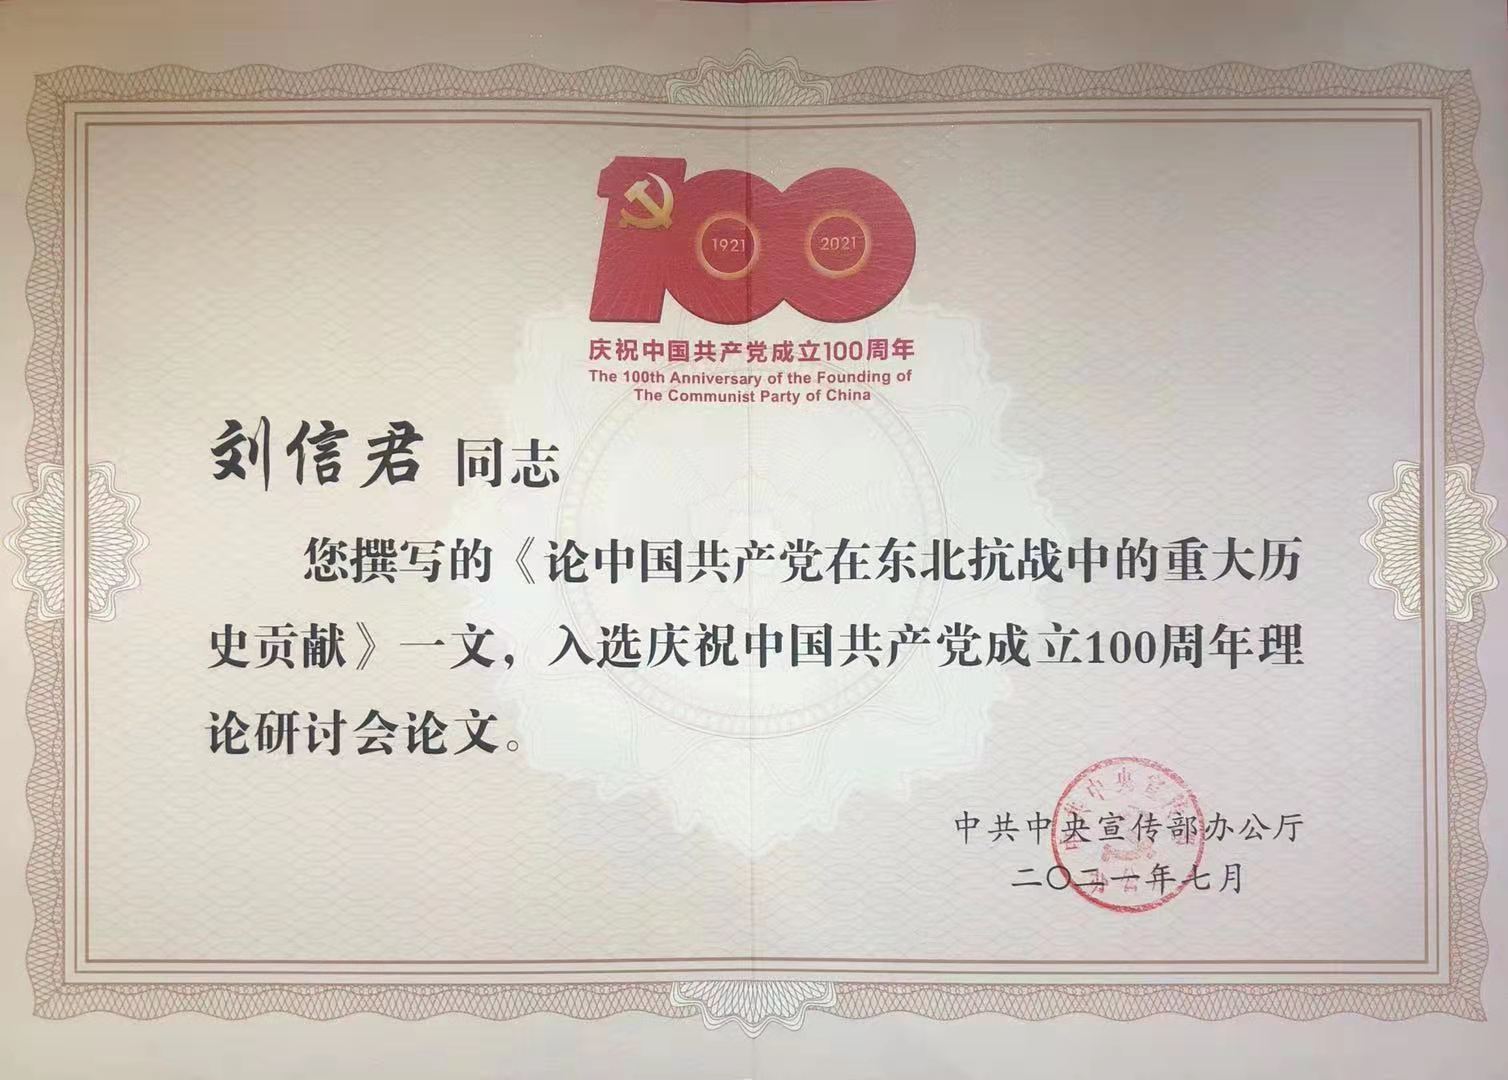 1921
2021
庆祝中国共产党成立100周年
The 100th Anniversary of the Founding of
The Communist Party of China
刘信君 同志
您撰写的《论中国共产党在东北抗战中的重大历
史贡献》一文，入选庆祝中国共产党成立100周年理
论研讨会论文。
中共中央宣传部办公厅
二〇二一年七月